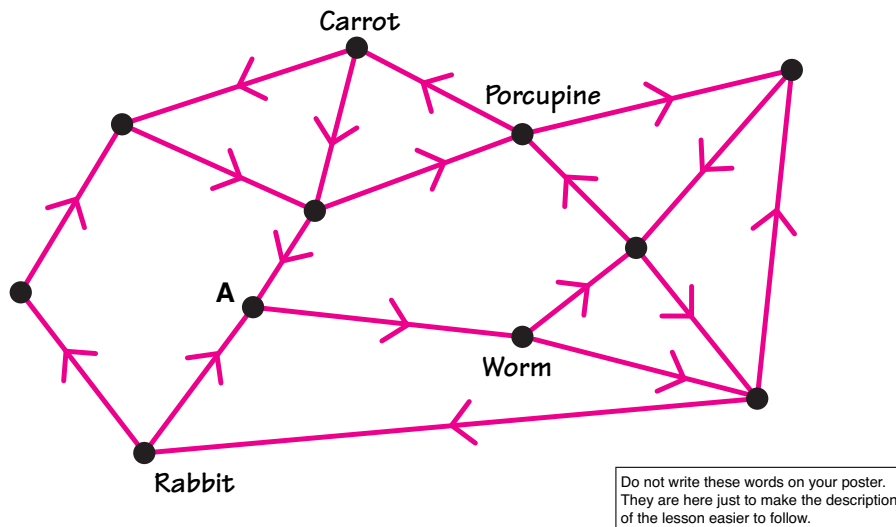 Carrot
Porcupine
A
Worm
Rabbit
Do not write these words on your poster.
They are here just to make the description
of the lesson easier to follow.